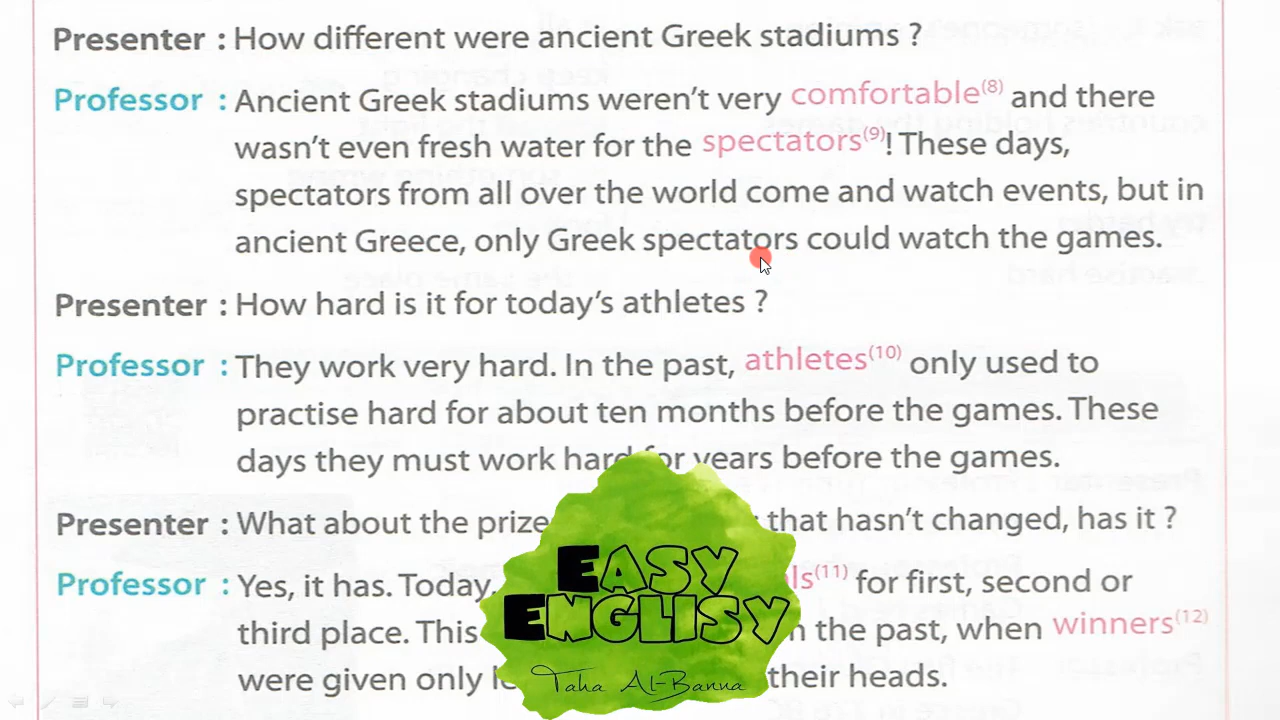 Presenter : How different were ancient Greek stadiums ?
Professor : Ancient Greek stadiums weren't very comfortable(8) and there
wasn't even fresh water for the spectators(9)! These days,
spectators from all over the world come and watch events, but in
ancient Greece, only Greek spectators could watch the games.
Presenter : How hard is it for today's athletes ?
Professor : They work very hard. In the past, athletes(10) only used to
practise hard for about ten months before the games. These
days they must work hard for years before the games.
Presenter : What about the that hasn't changed, has it ?
Professor : Yes, it has. Today, (11) for first, second or
third place. This the past, when winners(12)
were given only their heads.
EASY
ENGLISY
Taha Al-Banna